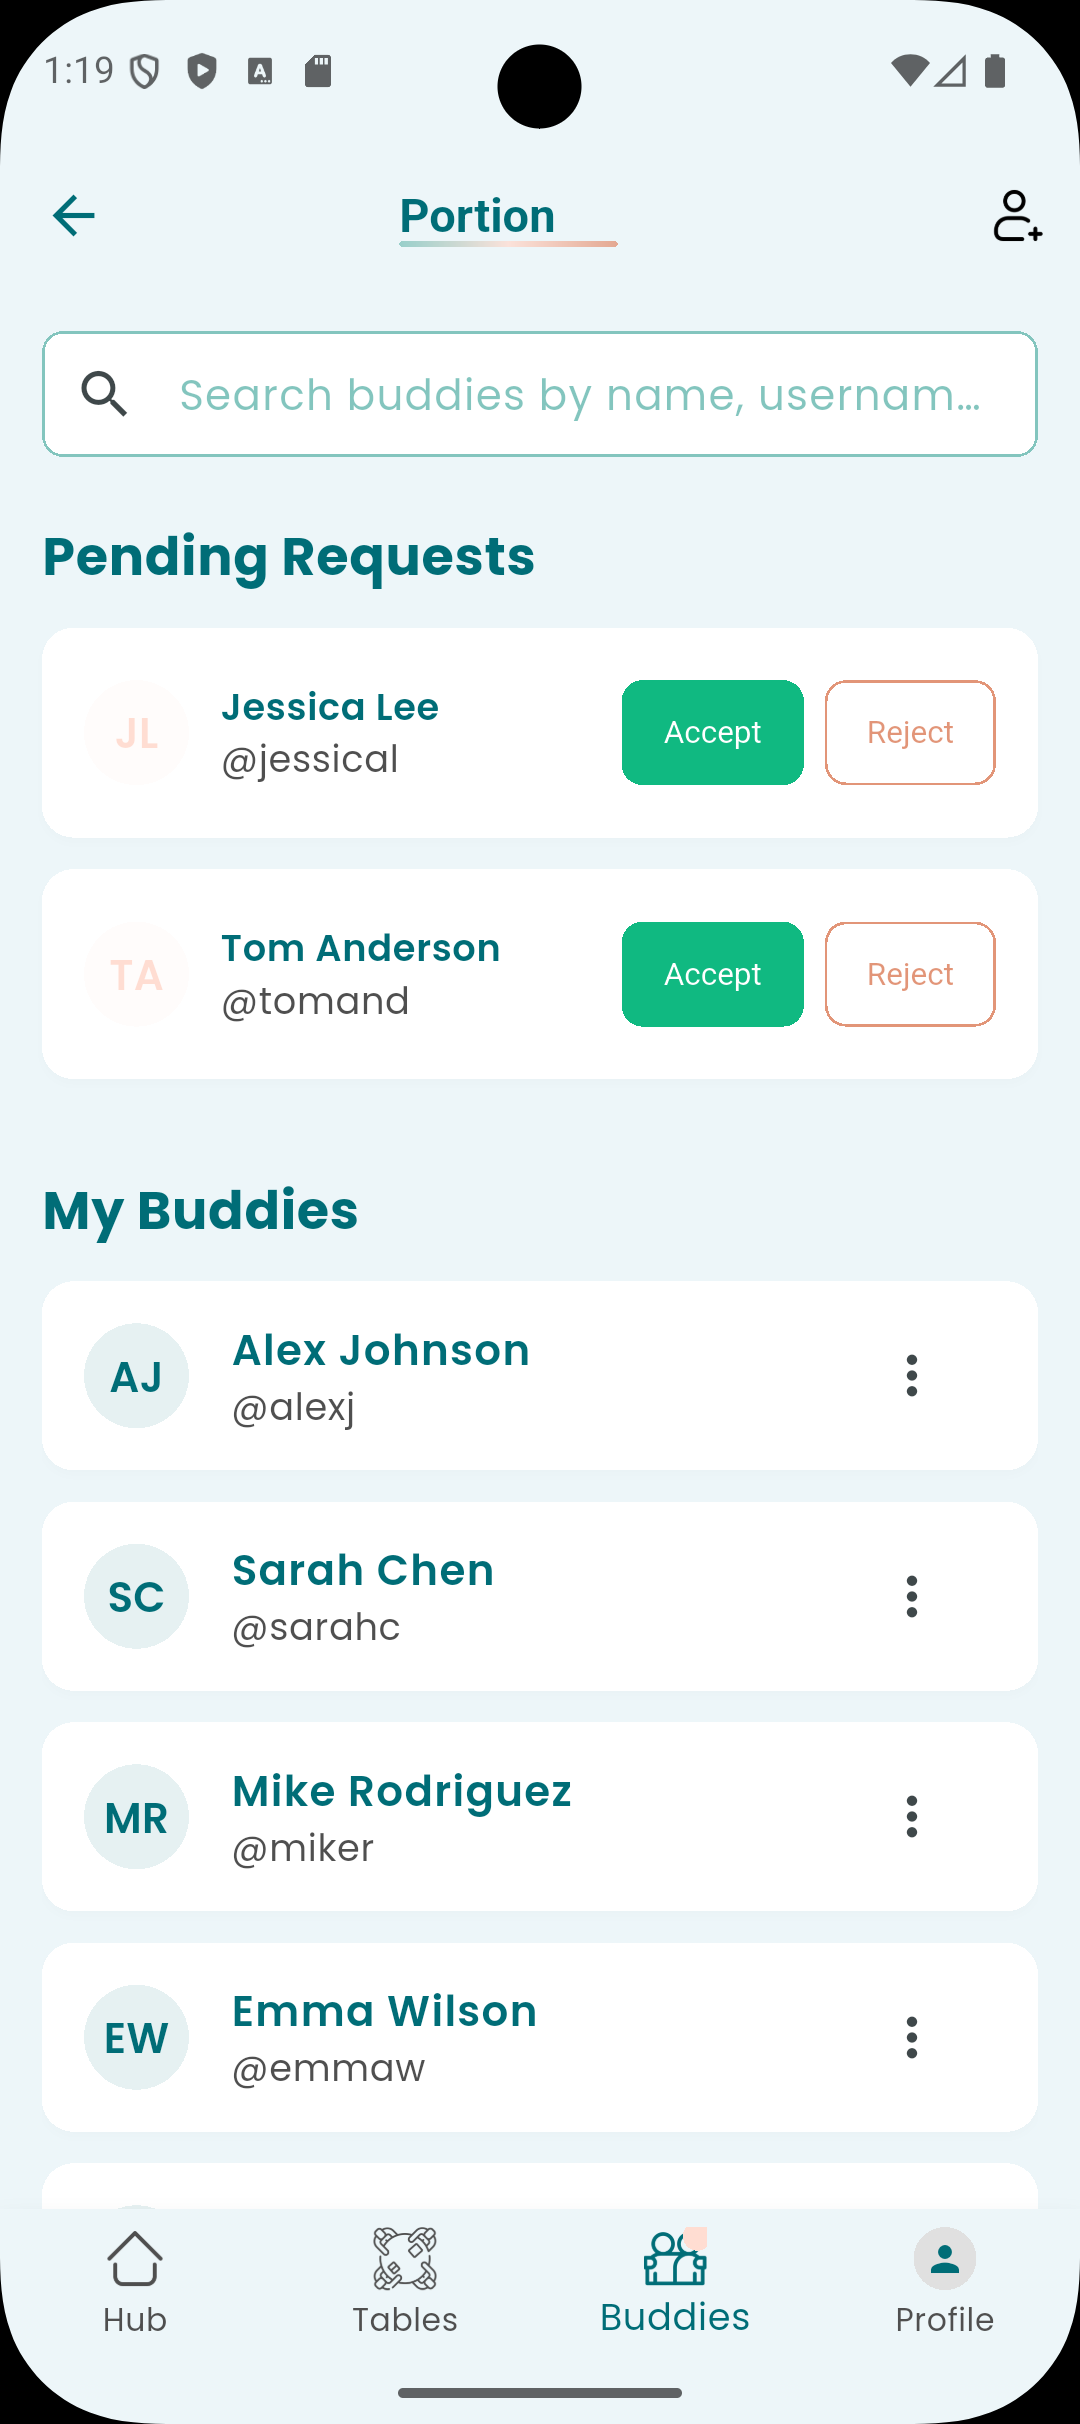 1:19
Portion
Search buddies by name, usernam...
Pending Requests
JL
Jessica Lee
@jessical
Accept
Reject
TA
Tom Anderson
@tomand
Accept
Reject
My Buddies
AJ
Alex Johnson
@alexj
SC
Sarah Chen
@sarahc
MR
Mike Rodriguez
@miker
EW
Emma Wilson
@emmaw
Hub
Tables
Buddies
Profile